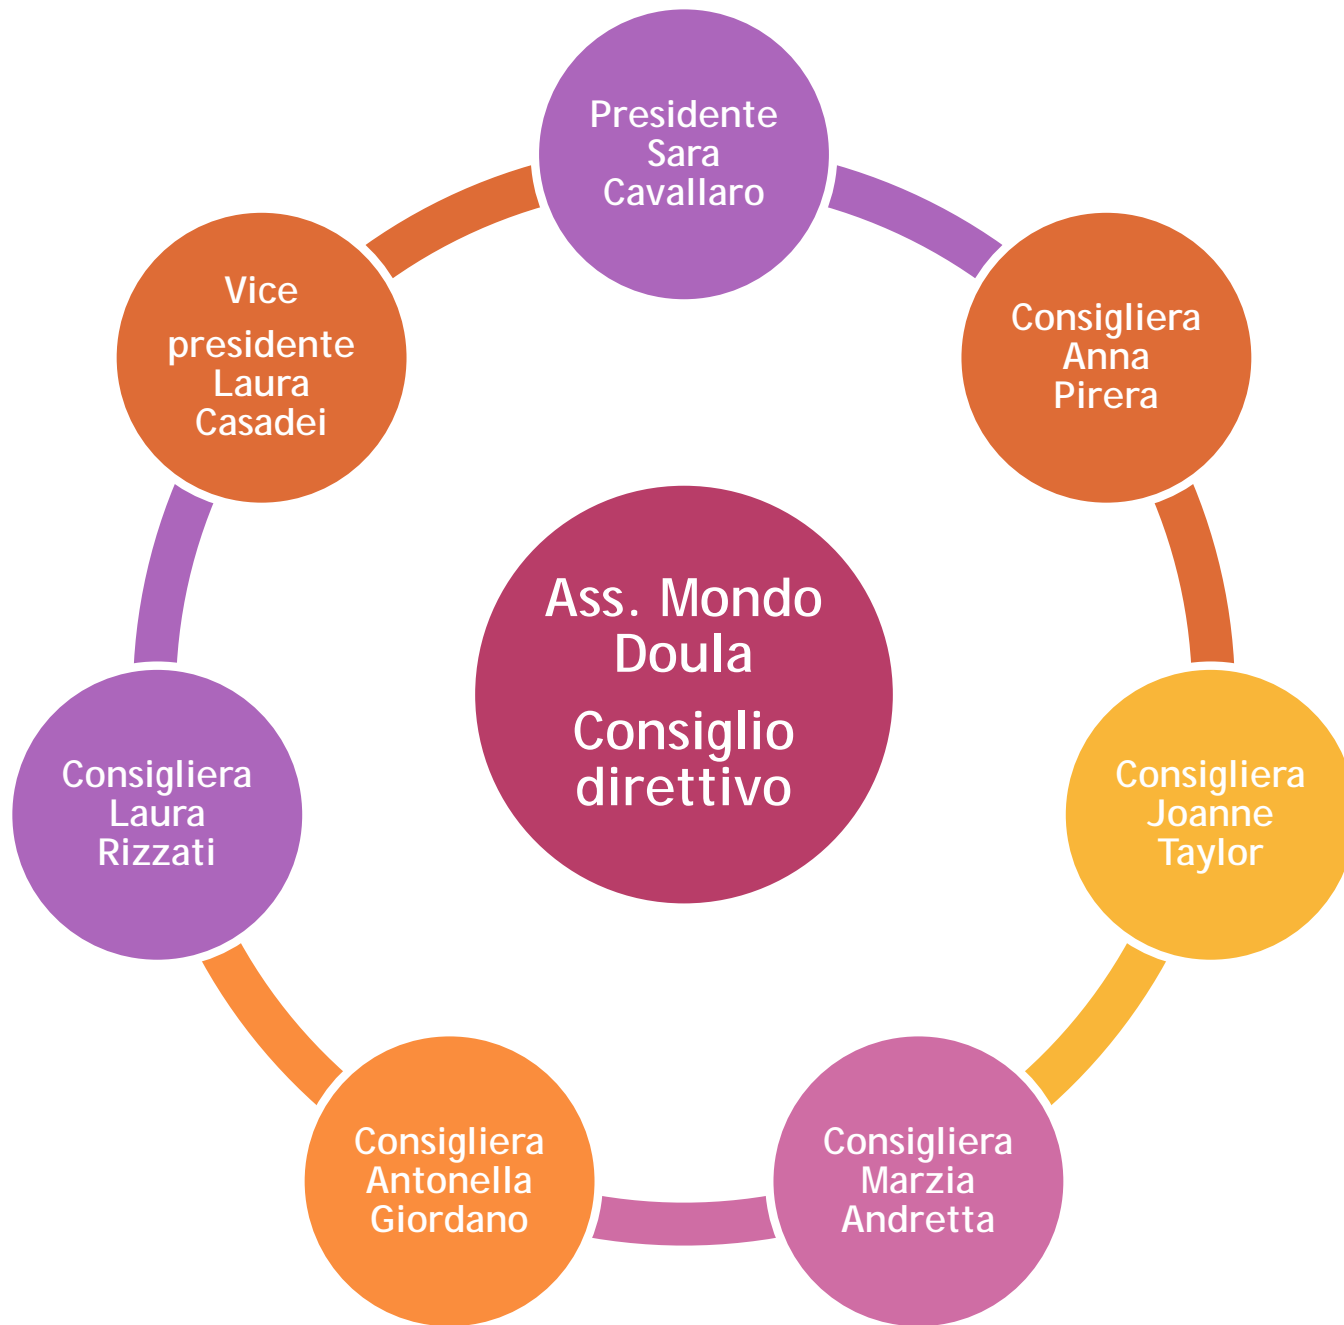 Presidente
Sara
Cavallaro
Consigliera
Anna
Pirera
Consigliera
Joanne
Taylor
Consigliera
Marzia
Andretta
Consigliera
Antonella
Giordano
Consigliera
Laura
Rizzati
Vice
presidente
Laura
Casadei
Ass. Mondo
Doula
Consiglio
direttivo